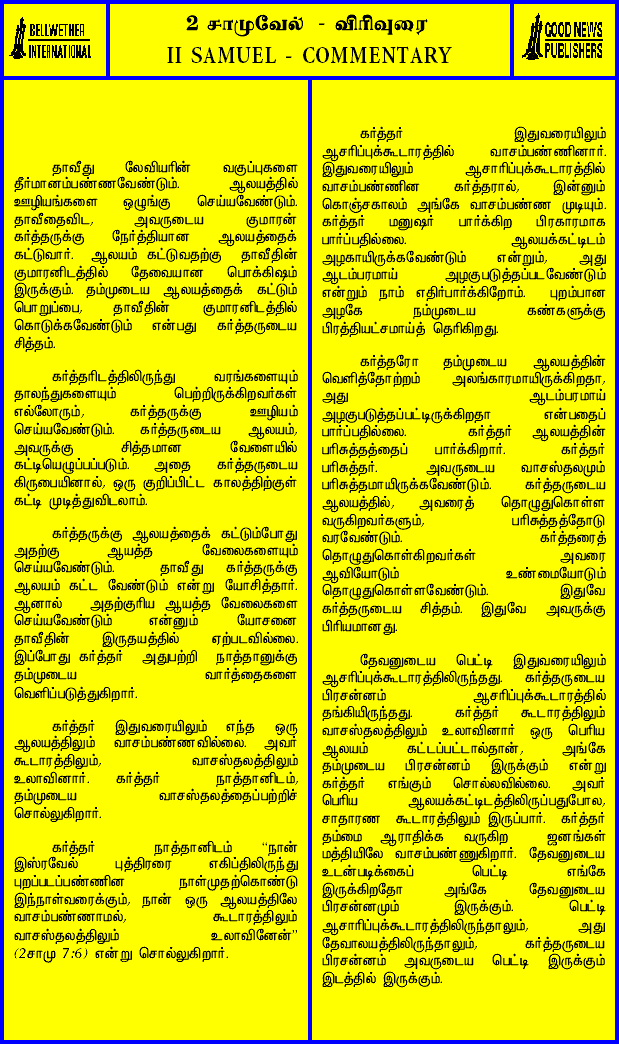 BELLWETHER
INTERNATIONAL
2 சாமுவேல் - விரிவுரை
II SAMUEL - COMMENTARY
GOOD NEWS
PUBLISHERS
தாவீது லேவியரின் வகுப்புகளை
தீர்மானம்பண்ணவேண்டும். ஆலயத்தில்
ஊழியங்களை ஒழுங்கு செய்யவேண்டும்.
தாவீதைவிட, அவருடைய குமாரன்
கர்த்தருக்கு நேர்த்தியான ஆலயத்தைக்
கட்டுவார். ஆலயம் கட்டுவதற்கு தாவீதின்
குமாரனிடத்தில் தேவையான பொக்கிஷம்
இருக்கும். தம்முடைய ஆலயத்தைக் கட்டும்
பொறுப்பை, தாவீதின் குமாரனிடத்தில்
கொடுக்கவேண்டும் என்பது கர்த்தருடைய
சித்தம்.
கர்த்தரிடத்திலிருந்து வரங்களையும்
தாலந்துகளையும் பெற்றிருக்கிறவர்கள்
எல்லோரும், கர்த்தருக்கு ஊழியம்
செய்யவேண்டும். கர்த்தருடைய ஆலயம்,
அவருக்கு சித்தமான வேளையில்
கட்டியெழுப்பப்படும். அதை கர்த்தருடைய
கிருபையினால், ஒரு குறிப்பிட்ட காலத்திற்குள்
கட்டி முடித்துவிடலாம்.
கர்த்தருக்கு ஆலயத்தைக் கட்டும்போது
அதற்கு ஆயத்த வேலைகளையும்
செய்யவேண்டும். தாவீது கர்த்தருக்கு
ஆலயம் கட்ட வேண்டும் என்று யோசித்தார்.
ஆனால் அதற்குரிய ஆயத்த வேலைகளை
செய்யவேண்டும் என்னும் யோசனை
தாவீதின் இருதயத்தில் ஏற்படவில்லை.
இப்போது கர்த்தர் அதுபற்றி நாத்தானுக்கு
தம்முடைய வார்த்தைகளை
வெளிப்படுத்துகிறார்.
கர்த்தர் இதுவரையிலும் எந்த ஒரு
ஆலயத்திலும் வாசம்பண்ணவில்லை. அவர்
கூடாரத்திலும், வாசஸ்தலத்திலும்
உலாவினார். கர்த்தர் நாத்தானிடம்,
தம்முடைய வாசஸ்தலத்தைப்பற்றிச்
சொல்லுகிறார்.
கர்த்தர் நாத்தானிடம் "நான்
இஸ்ரவேல் புத்திரரை எகிப்திலிருந்து
புறப்படப்பண்ணின நாள்முதற்கொண்டு
இந்நாள்வரைக்கும், நான் ஒரு ஆலயத்திலே
வாசம்பண்ணாமல், கூடாரத்திலும்
வாசஸ்தலத்திலும் உலாவினேன்"
(2சாமு 7:6) என்று சொல்லுகிறார்.
கர்த்தர் இதுவரையிலும்
ஆசரிப்புக்கூடாரத்தில் வாசம்பண்ணினார்.
இதுவரையிலும் ஆசாரிப்புக்கூடாரத்தில்
வாசம்பண்ணின கர்த்தரால், இன்னும்
கொஞ்சகாலம் அங்கே வாசம்பண்ண முடியும்.
கர்த்தர் மனுஷர் பார்க்கிற பிரகாரமாக
பார்ப்பதில்லை. ஆலயக்கட்டிடம்
அழகாயிருக்கவேண்டும் என்றும், அது
ஆடம்பரமாய் அழகுபடுத்தப்படவேண்டும்
என்றும் நாம் எதிர்பார்க்கிறோம். புறம்பான
அழகே நம்முடைய கண்களுக்கு
பிரத்தியட்சமாய்த் தெரிகிறது.
கர்த்தரோ தம்முடைய ஆலயத்தின்
வெளித்தோற்றம் அலங்காரமாயிருக்கிறதா,
அது ஆடம்பரமாய்
அழகுபடுத்தப்பட்டிருக்கிறதா என்பதைப்
பார்ப்பதில்லை. கர்த்தர் ஆலயத்தின்
பரிசுத்தத்தைப் பார்க்கிறார். கர்த்தர்
பரிசுத்தர். அவருடைய வாசஸ்தலமும்
பரிசுத்தமாயிருக்கவேண்டும். கர்த்தருடைய
ஆலயத்தில், அவரைத் தொழுதுகொள்ள
வருகிறவர்களும், பரிசுத்தத்தோடு
வரவேண்டும். கர்த்தரைத்
தொழுதுகொள்கிறவர்கள் அவரை
ஆவியோடும் உண்மையோடும்
தொழுதுகொள்ளவேண்டும். இதுவே
கர்த்தருடைய சித்தம். இதுவே அவருக்கு
பிரியமானது.
தேவனுடைய பெட்டி இதுவரையிலும்
ஆசரிப்புக்கூடாரத்திலிருந்தது. கர்த்தருடைய
பிரசன்னம் ஆசரிப்புக்கூடாரத்தில்
தங்கியிருந்தது. கர்த்தர் கூடாரத்திலும்
வாசஸ்தலத்திலும் உலாவினார் ஒரு பெரிய
ஆலயம் கட்டப்பட்டால்தான், அங்கே
தம்முடைய பிரசன்னம் இருக்கும் என்று
கர்த்தர் எங்கும் சொல்லவில்லை. அவர்
பெரிய ஆலயக்கட்டிடத்திலிருப்பதுபோல,
சாதாரண கூடாரத்திலும் இருப்பார். கர்த்தர்
தம்மை ஆராதிக்க வருகிற ஜனங்கள்
மத்தியிலே வாசம்பண்ணுகிறார். தேவனுடைய
உடன்படிக்கைப் பெட்டி எங்கே
இருக்கிறதோ அங்கே தேவனுடைய
பிரசன்னமும் இருக்கும். பெட்டி
ஆசாரிப்புக்கூடாரத்திலிருந்தாலும், அது
தேவாலயத்திலிருந்தாலும், கர்த்தருடைய
பிரசன்னம் அவருடைய பெட்டி இருக்கும்
இடத்தில் இருக்கும்.